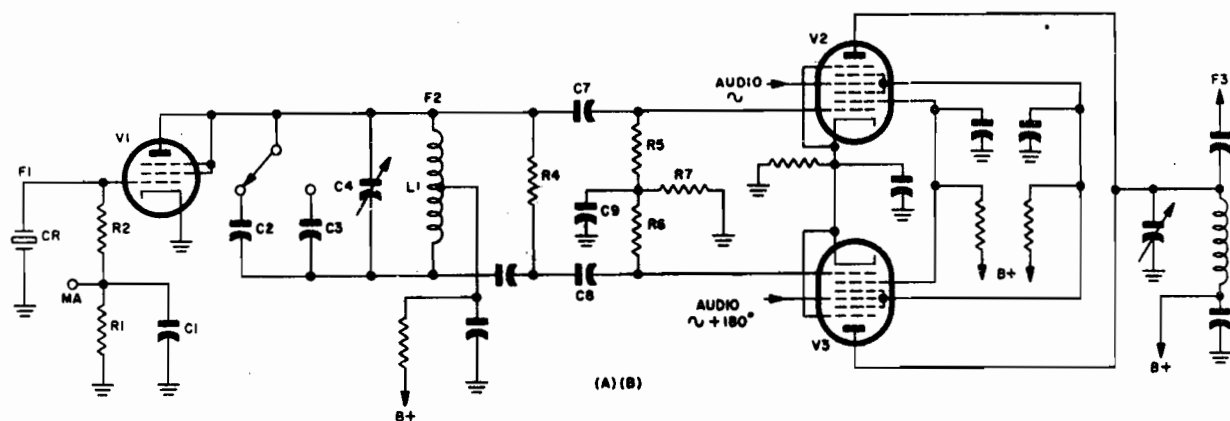 F1
V1
CR
R2
MA
R1
C1
C2
C3
C4
F2
L1
B+
R4
C7
C8
R5
C9
R7
R6
AUDIO
∿
V2
AUDIO
∿ +180°
V3
(A)(B)
B+
F3
B+